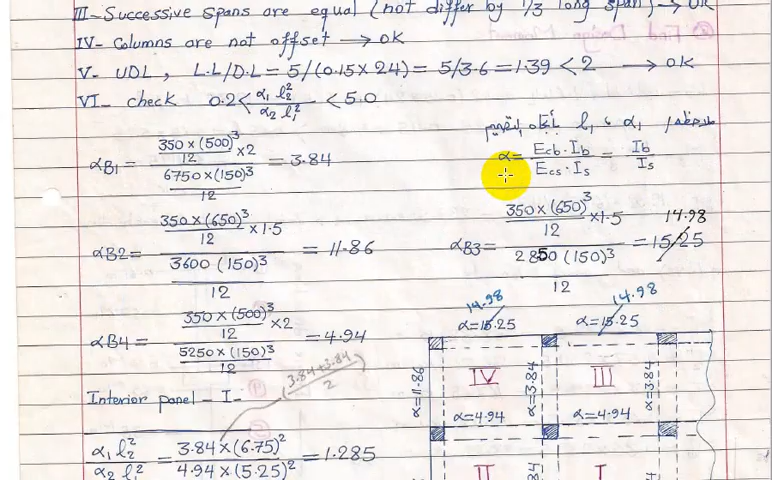 III- Successive spans are equal (not differ by 1/3 long span) → OK
IV- Columns are not offset → OK
V- UDL, L.L/D.L = 5/(0.15×24) = 5/3.6 = 1.39 < 2 → OK
VI- check 0.2 < α₁ l₂² / α₂ l₁² < 5.0
α = Ecb·Ib / Ecs·Is = Ib / Is
αB1 = (350×(500)³/12 ×2) / (6750×(150)³/12) = 3.84
αB2 = (350×(650)³/12 ×1.5) / (3600 (150)³/12) = 11.86
αB3 = (350×(650)³/12 ×1.5) / (2850 (150)³/12) = 15.25 14.98
αB4 = (350×(500)³/12 ×2) / (5250×(150)³/12) = 4.94
14.98 14.98
α=15.25 α=15.25
α=11.86 IV α=3.84 III α=3.84
(3.84+3.84 / 2)
Interior panel - I-
α=4.94 α=4.94
α₁ l₂² / α₂ l₁² = 3.84×(6.75)² / 4.94×(5.25)² = 1.285
II I